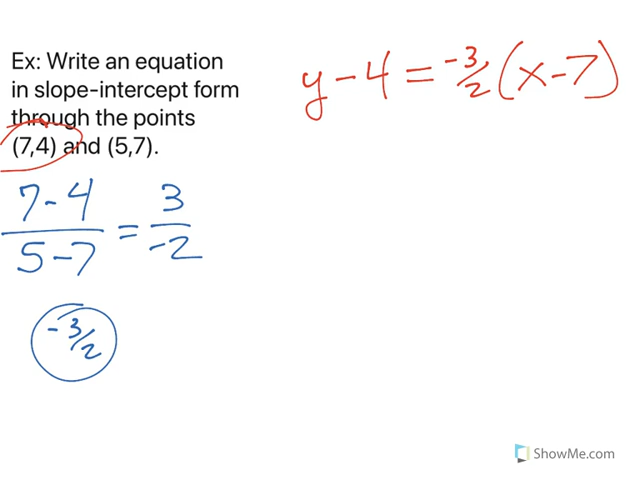 Ex: Write an equation
in slope-intercept form
through the points
(7,4) and (5,7).
y - 4 = -3/2 (x - 7)
7 - 4 / 5 - 7 = 3 / -2
- 3/2
ShowMe.com